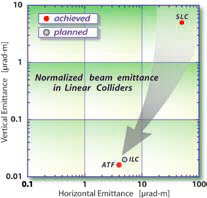 achieved
planned
SLC
Normalized beam emittance
in Linear Colliders
ILC
ATF
Vertical Emittance [µrad-m]
10
1
0.1
0.01
0.1
1
10
100
Horizontal Emittance [µrad-m]